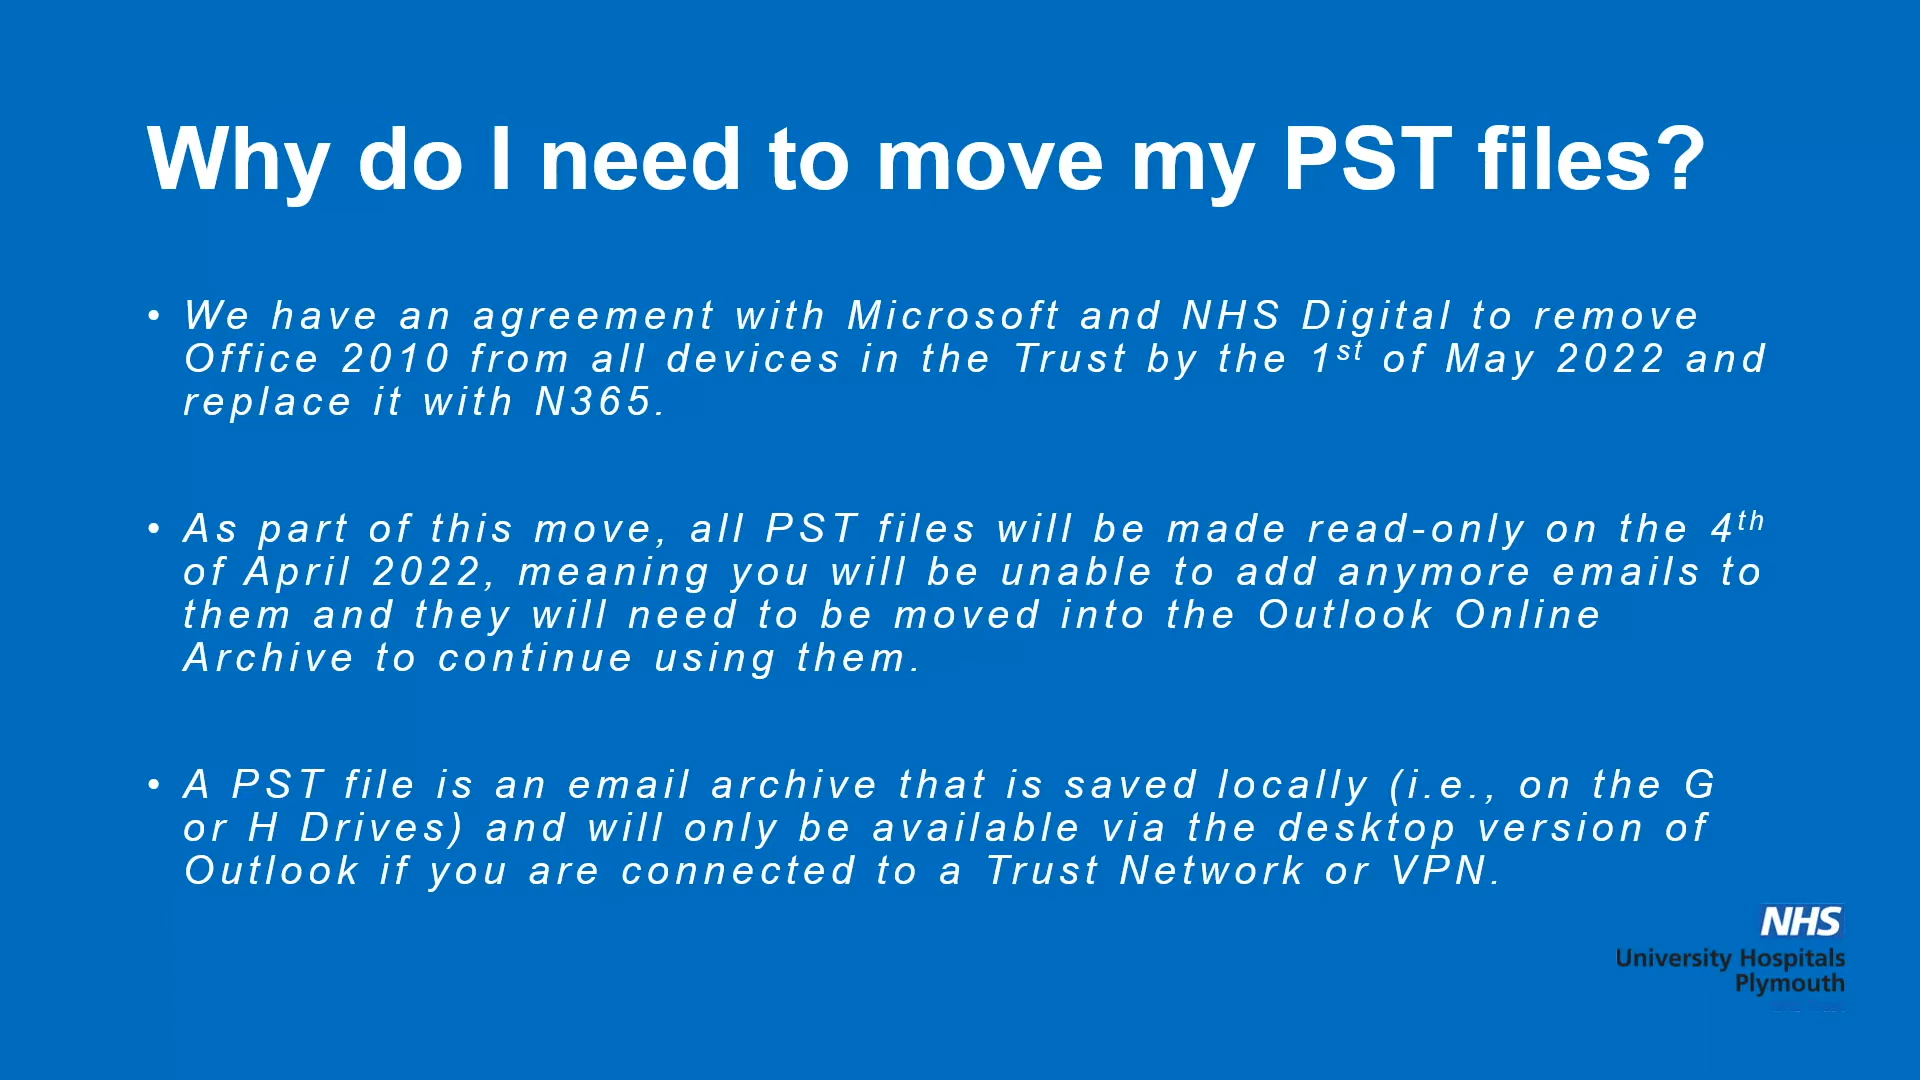 Why do I need to move my PST files?
• We have an agreement with Microsoft and NHS Digital to remove
Office 2010 from all devices in the Trust by the 1st of May 2022 and
replace it with N365.
• As part of this move, all PST files will be made read-only on the 4th
of April 2022, meaning you will be unable to add anymore emails to
them and they will need to be moved into the Outlook Online
Archive to continue using them.
• A PST file is an email archive that is saved locally (i.e., on the G
or H Drives) and will only be available via the desktop version of
Outlook if you are connected to a Trust Network or VPN.
NHS
University Hospitals
Plymouth